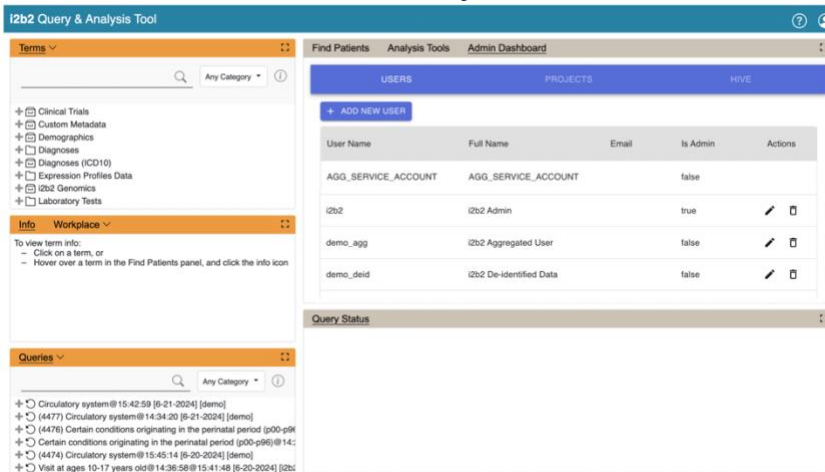 i2b2 Query & Analysis Tool
Terms
Any Category
Clinical Trials
Custom Metadata
Demographics
Diagnoses
Diagnoses (ICD10)
Expression Profiles Data
i2b2 Genomics
Laboratory Tests
Info Workplace
To view term info:
– Click on a term, or
– Hover over a term in the Find Patients panel, and click the info icon
Queries
Any Category
Circulatory system@15:42:59 [6-21-2024] [demo]
(4477) Circulatory system@14:34:20 [6-21-2024] [demo]
(4476) Certain conditions originating in the perinatal period (p00-p96
Certain conditions originating in the perinatal period (p00-p96)@14:
(4474) Circulatory system@15:45:14 [6-20-2024] [demo]
Visit at ages 10-17 years old@14:36:58@15:41:48 [6-20-2024] [i2b2
Find Patients Analysis Tools Admin Dashboard
USERS PROJECTS HIVE
+ ADD NEW USER
User Name Full Name Email Is Admin Actions
AGG_SERVICE_ACCOUNT AGG_SERVICE_ACCOUNT false
i2b2 i2b2 Admin true
demo_agg i2b2 Aggregated User false
demo_deid i2b2 De-identified Data false
Query Status